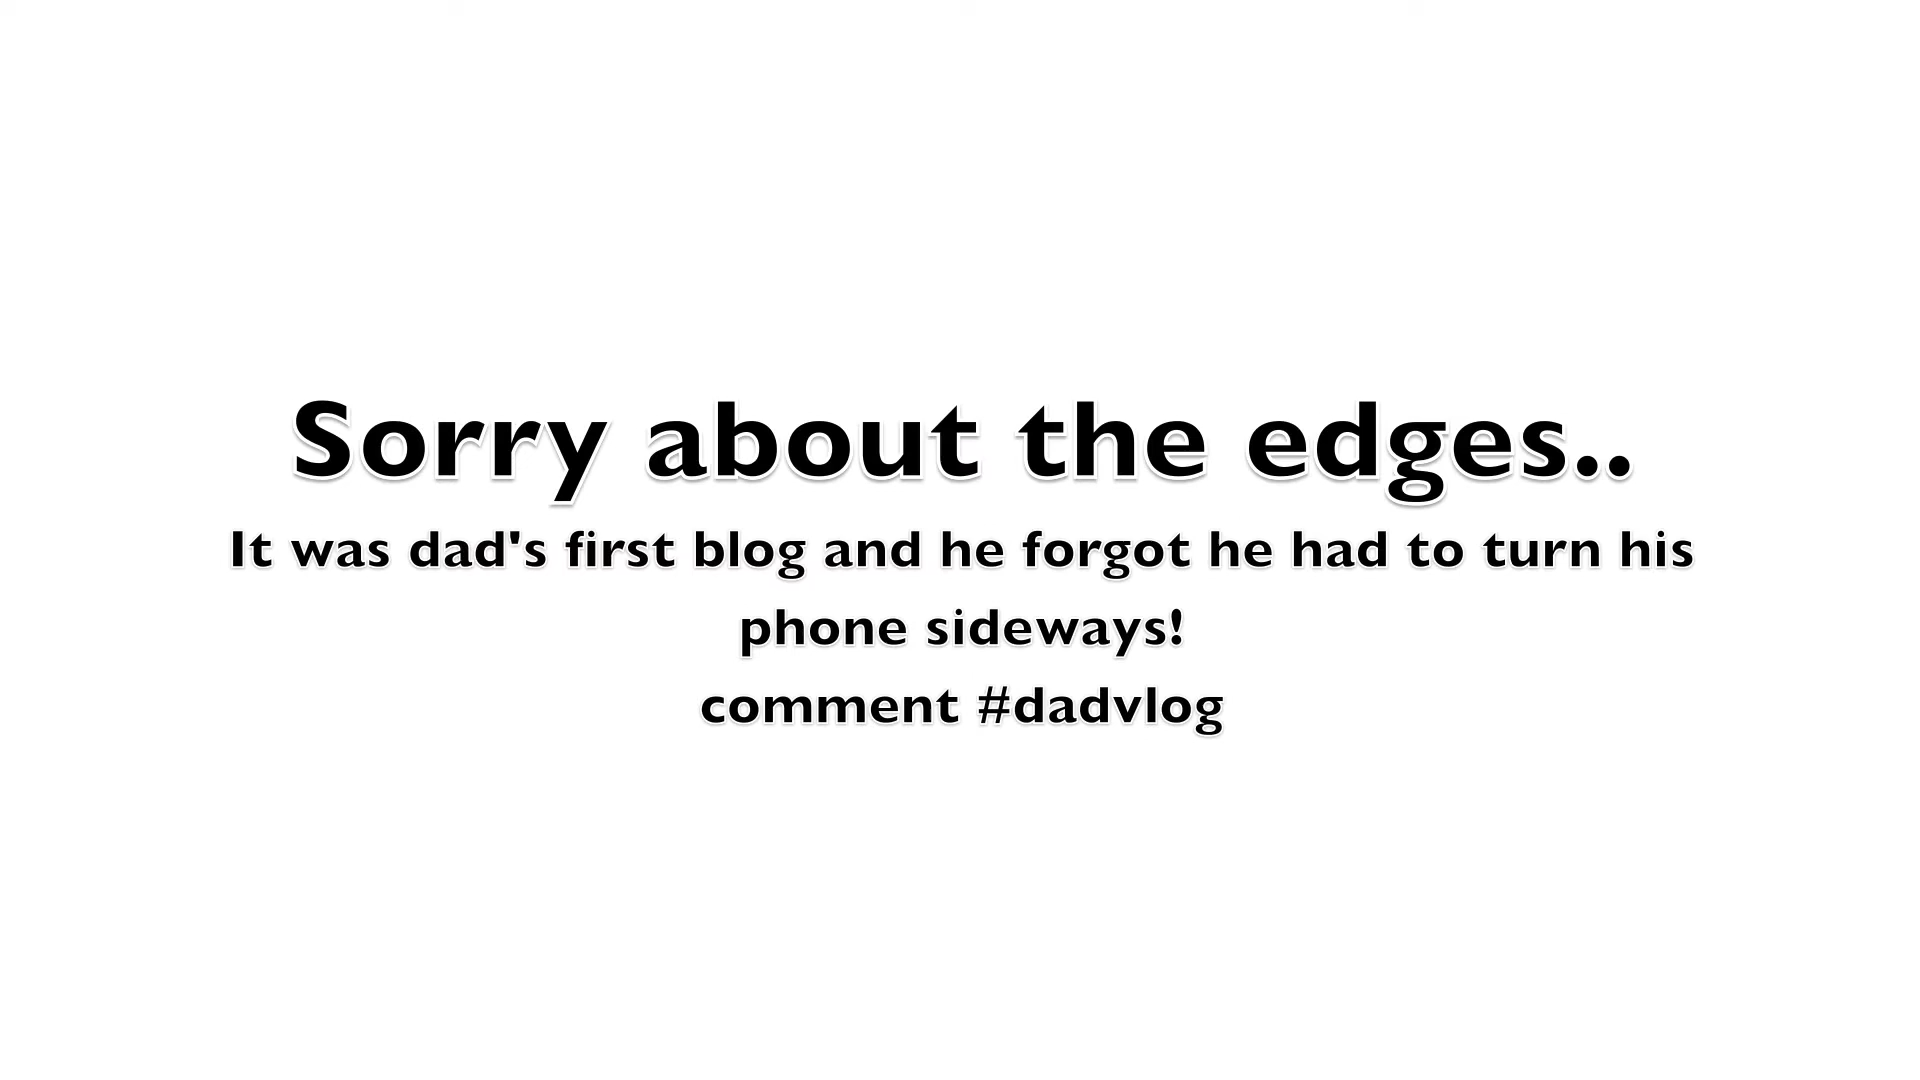 Sorry about the edges..
It was dad's first blog and he forgot he had to turn his
phone sideways!
comment #dadvlog